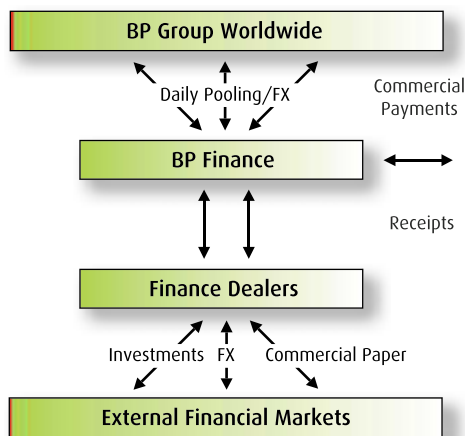 BP Group Worldwide
Daily Pooling/FX
Commercial
Payments
BP Finance
Receipts
Finance Dealers
Investments FX Commercial Paper
External Financial Markets